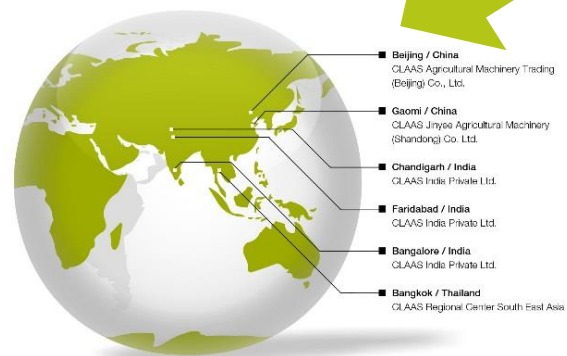 Beijing / China
CLAAS Agricultural Machinery Trading
(Beijing) Co., Ltd.
Gaomi / China
CLAAS Jinyee Agricultural Machinery
(Shandong) Co. Ltd.
Chandigarh / India
CLAAS India Private Ltd.
Faridabad / India
CLAAS India Private Ltd.
Bangalore / India
CLAAS India Private Ltd.
Bangkok / Thailand
CLAAS Regional Center South East Asia